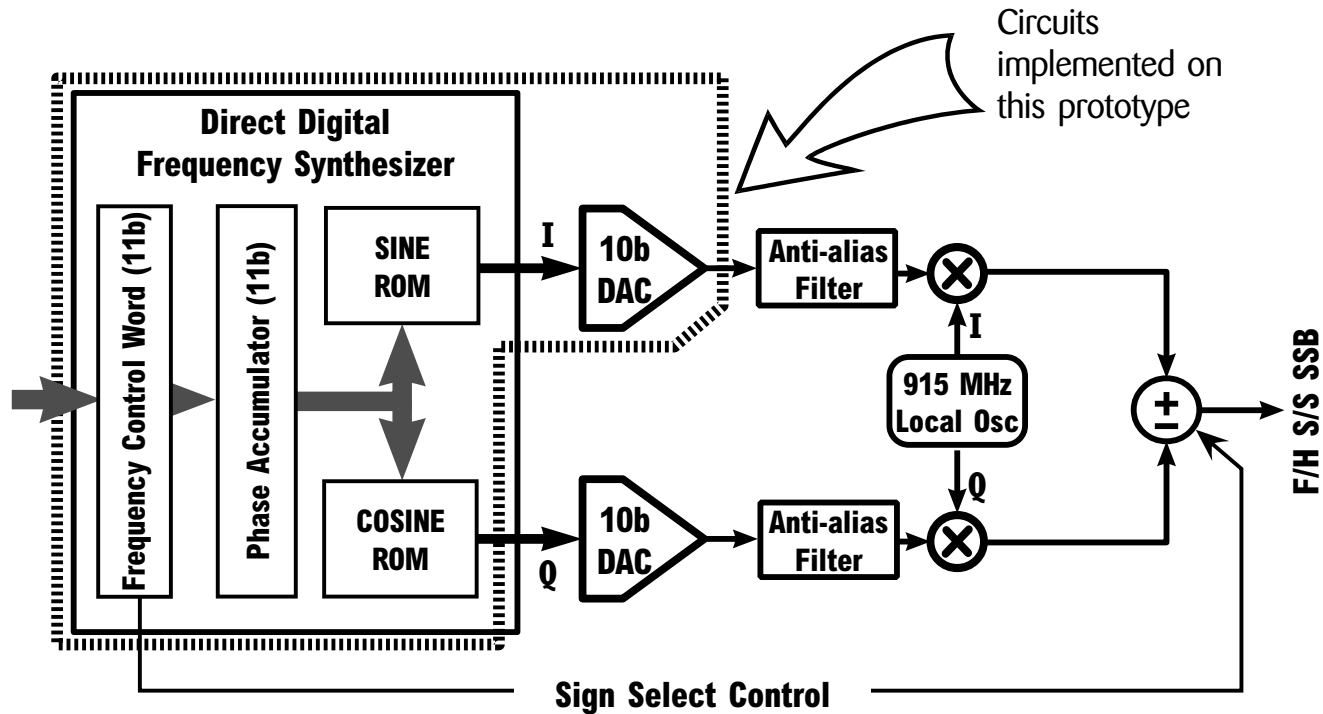 Circuits
implemented on
this prototype
Direct Digital
Frequency Synthesizer
Frequency Control Word (11b)
Phase Accumulator (11b)
SINE
ROM
I
10b
DAC
Anti-alias
Filter
I
915 MHz
Local Osc
Q
±
F/H S/S SSB
COSINE
ROM
Q
10b
DAC
Anti-alias
Filter
Sign Select Control